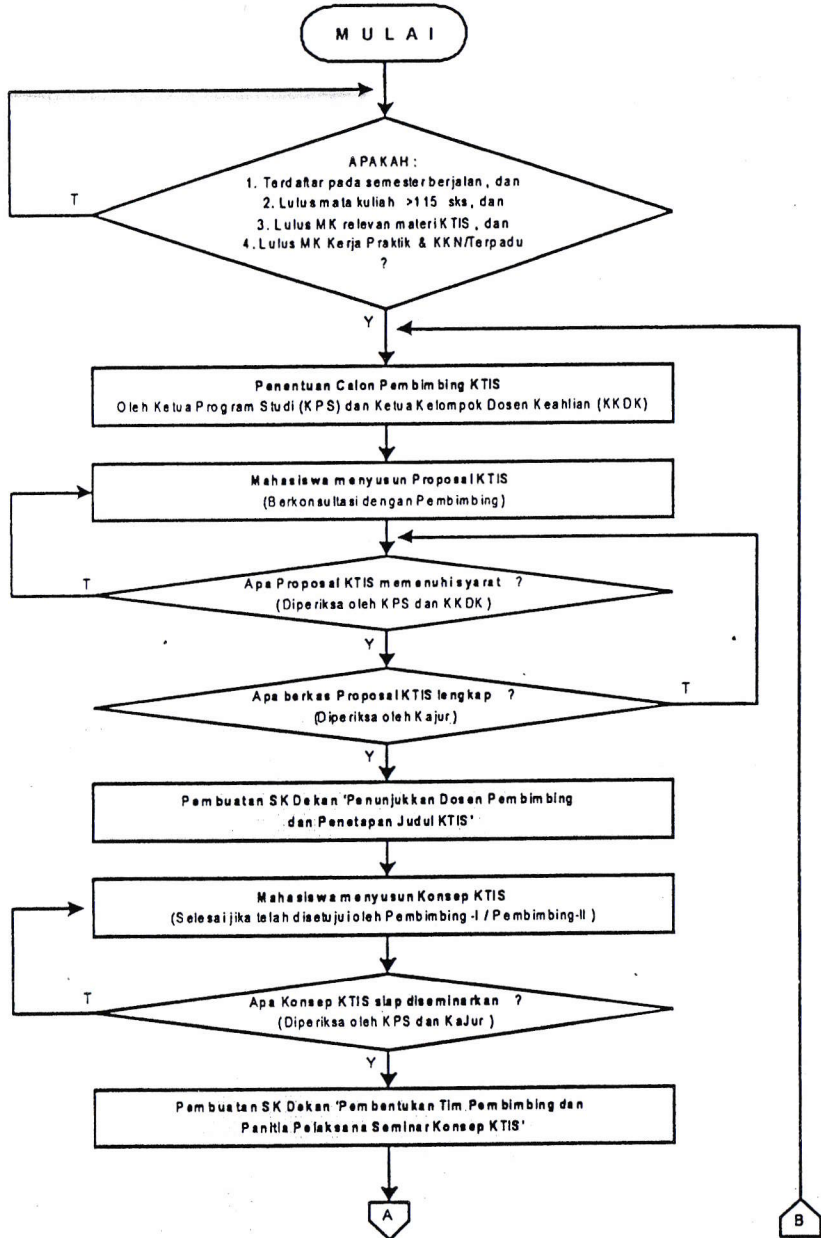 MULAI
APAKAH :
1. Terdaftar pada semester berjalan, dan
2. Lulus mata kuliah >115 sks, dan
3. Lulus MK relevan materi KTIS, dan
4. Lulus MK Kerja Praktik & KKN/Terpadu
?
T
Y
Penentuan Calon Pembimbing KTIS
Oleh Ketua Program Studi (KPS) dan Ketua Kelompok Dosen Keahlian (KKDK)
Mahasiswa menyusun Proposal KTIS
(Berkonsultasi dengan Pembimbing)
Apa Proposal KTIS memenuhi syarat ?
(Diperiksa oleh KPS dan KKDK)
T
Y
Apa berkas Proposal KTIS lengkap ?
(Diperiksa oleh Kajur)
T
Y
Pembuatan SK Dekan 'Penunjukkan Dosen Pembimbing
dan Penetapan Judul KTIS'
Mahasiswa menyusun Konsep KTIS
(Selesai jika telah disetujui oleh Pembimbing-I / Pembimbing-II)
Apa Konsep KTIS siap diseminarkan ?
(Diperiksa oleh KPS dan KaJur)
T
Y
Pembuatan SK Dekan 'Pembentukan Tim Pembimbing dan
Panitia Pelaksana Seminar Konsep KTIS'
A
B